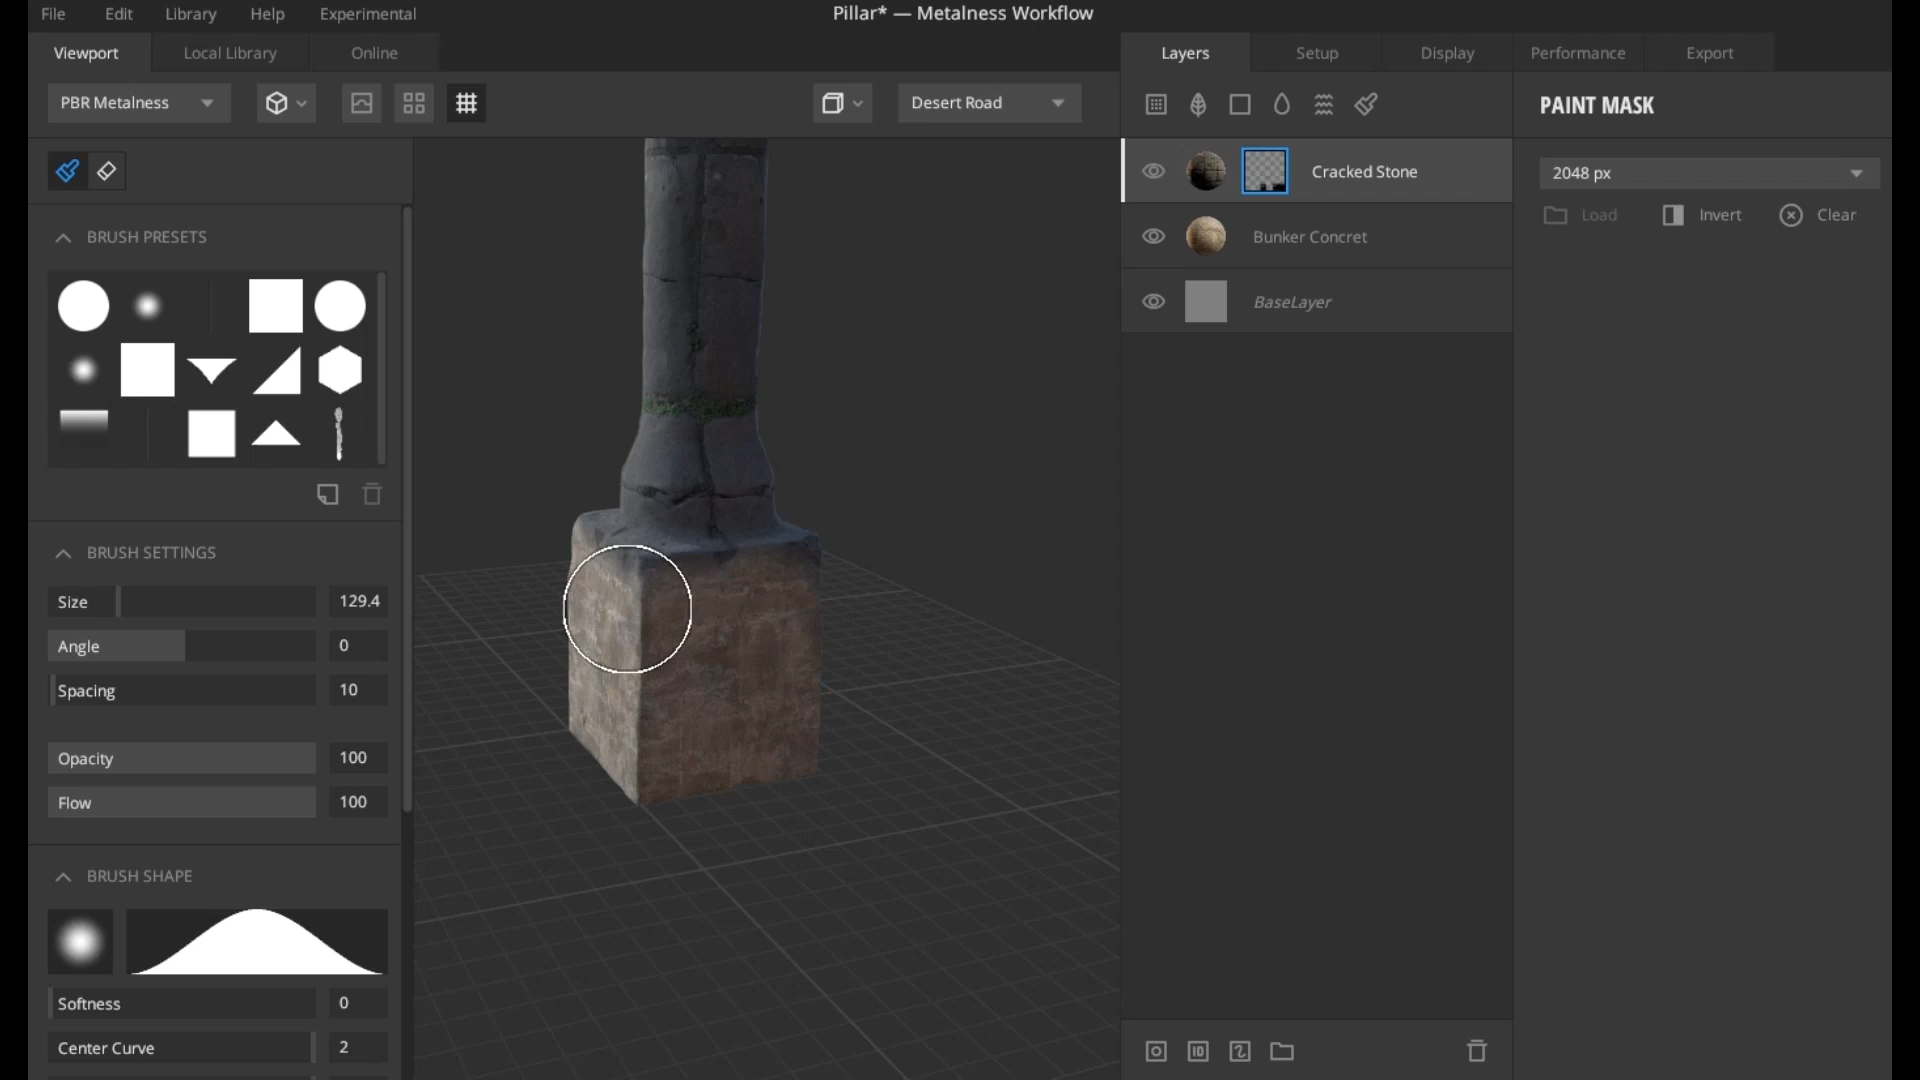 File Edit Library Help Experimental
Pillar* — Metalness Workflow
Viewport Local Library Online
Layers Setup Display Performance Export
PBR Metalness
Desert Road
PAINT MASK
BRUSH PRESETS
Cracked Stone
2048 px
Load Invert Clear
Bunker Concret
BaseLayer
BRUSH SETTINGS
Size 129.4
Angle 0
Spacing 10
Opacity 100
Flow 100
BRUSH SHAPE
Softness 0
Center Curve 2
ID